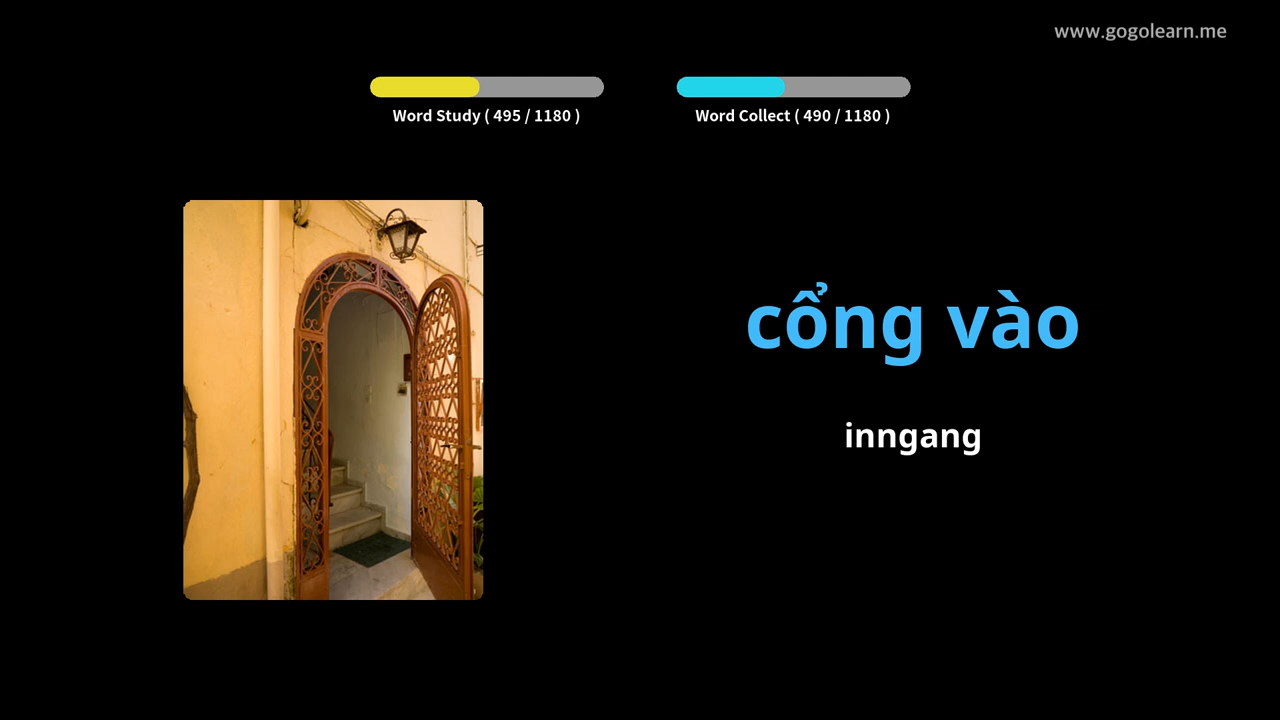 www.gogolearn.me
Word Study ( 495 / 1180 )
Word Collect ( 490 / 1180 )
cổng vào
inngang